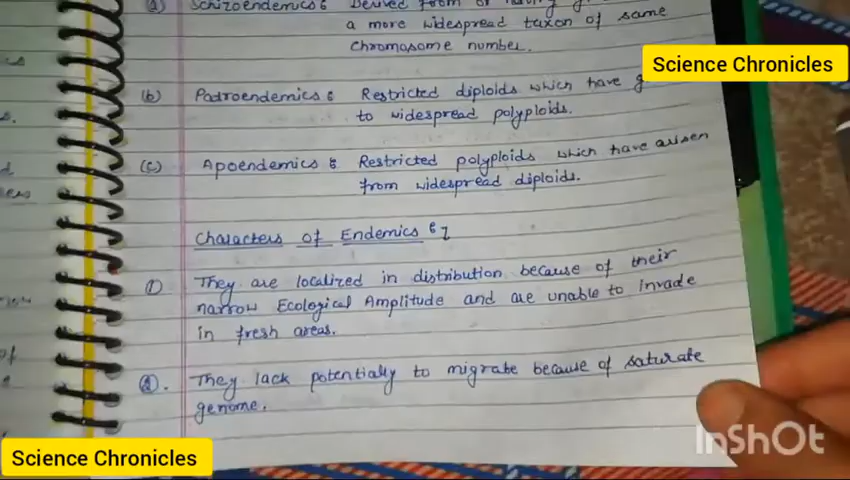 (a) Schizoendemics :
a more widespread taxon of same
chromosome number.
Science Chronicles
(b) Patroendemics : Restricted diploids which have
to widespread polyploids.
(c) Apoendemics : Restricted polyploids which have arisen
from widespread diploids.
Characters of Endemics :-
① They are localized in distribution because of their
narrow Ecological Amplitude and are unable to invade
in fresh areas.
②. They lack potentially to migrate because of saturate
genome.
InShOt
Science Chronicles